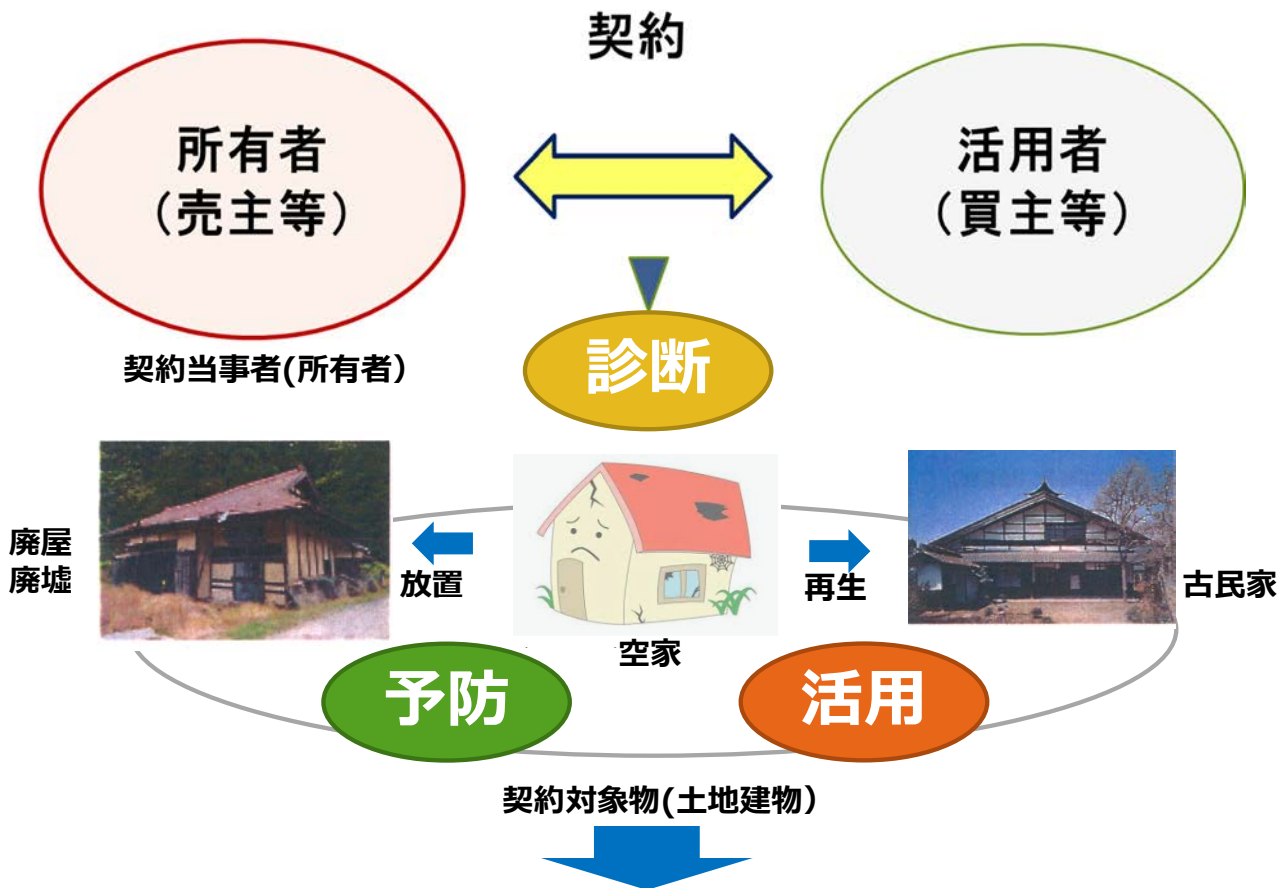 契約
所有者
（売主等）
活用者
（買主等）
診断
契約当事者(所有者）
廃屋
廃墟
放置
再生
古民家
空家
予防
活用
契約対象物(土地建物）